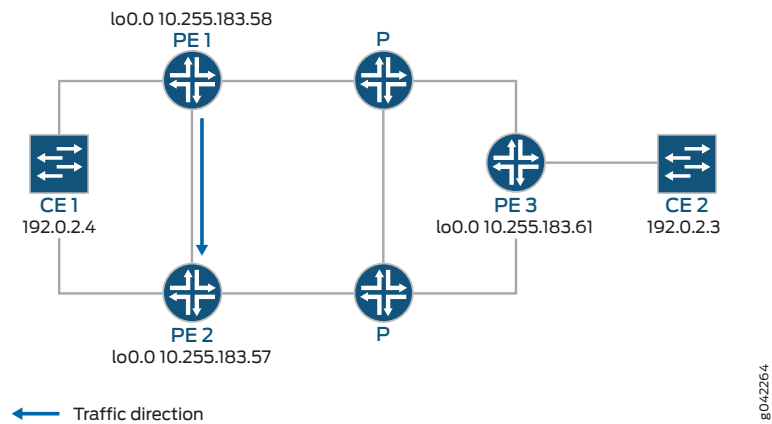 lo0.0 10.255.183.58
PE 1
P
CE 1
192.0.2.4
PE 3
lo0.0 10.255.183.61
CE 2
192.0.2.3
PE 2
lo0.0 10.255.183.57
P
Traffic direction
g042264